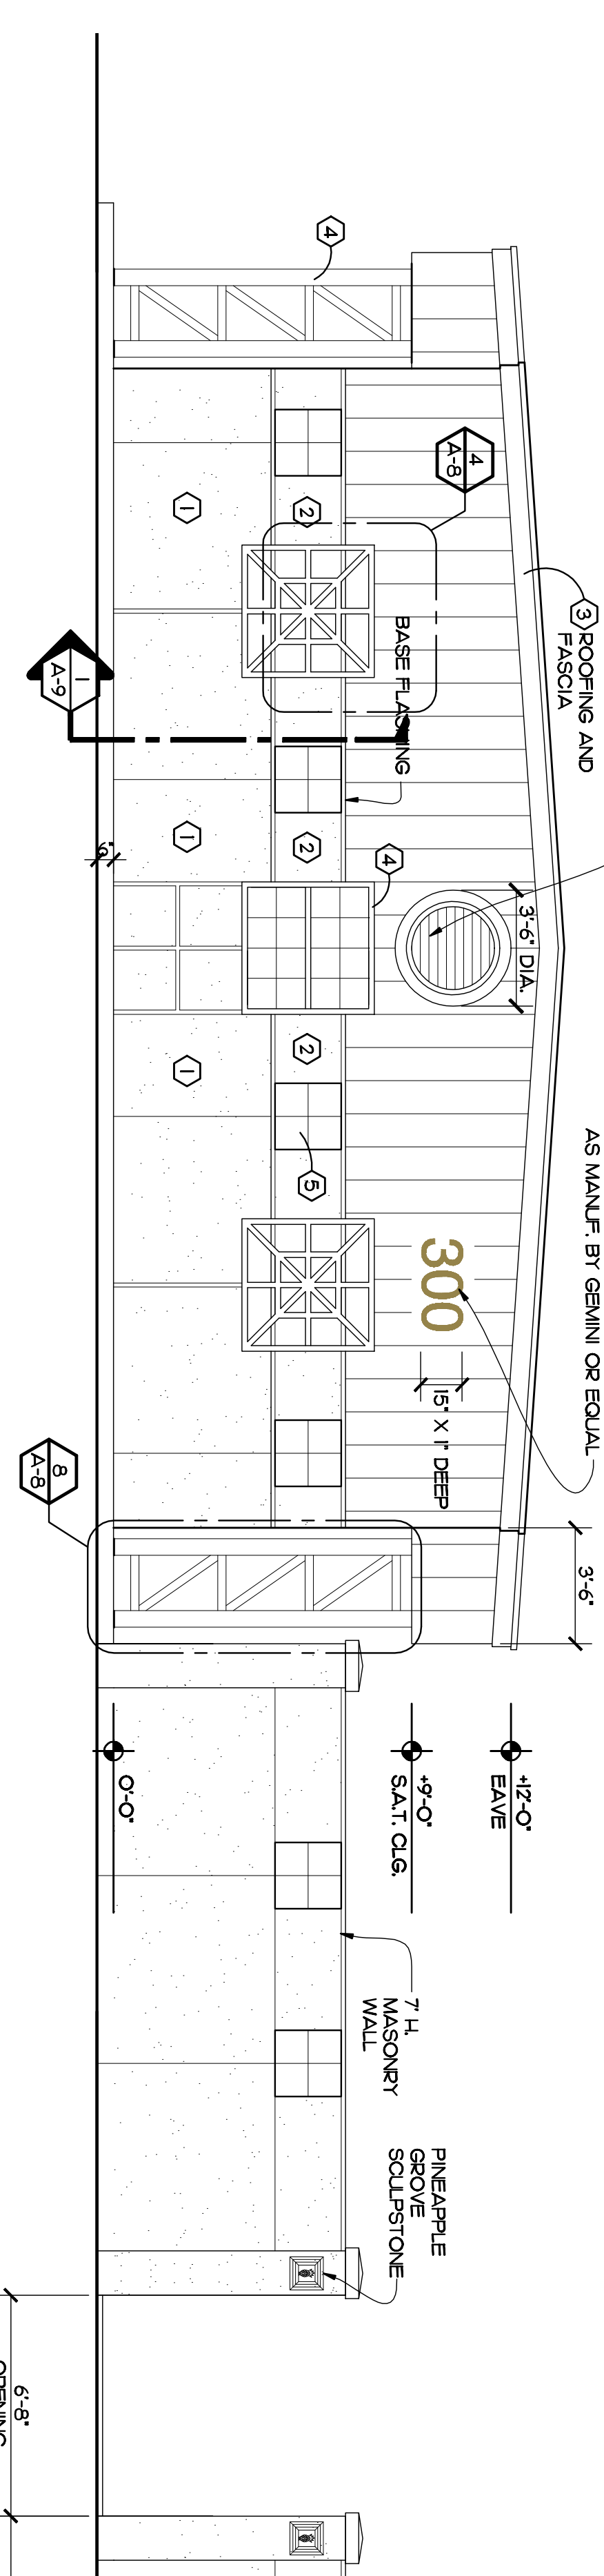 4
4
A-8
3 ROOFING AND
FASCIA
1
2
BASE FLASHING
1
A-9
6"
1
2
4
3'-6" DIA.
2
1
5
AS MANUF. BY GEMINI OR EQUAL
300
15" X 1" DEEP
8
A-8
3'-6"
+12'-0"
EAVE
+9'-0"
S.A.T. CLG.
0'-0"
7' H.
MASONRY
WALL
PINEAPPLE
GROVE
SCULPSTONE
6'-8"
OPENING